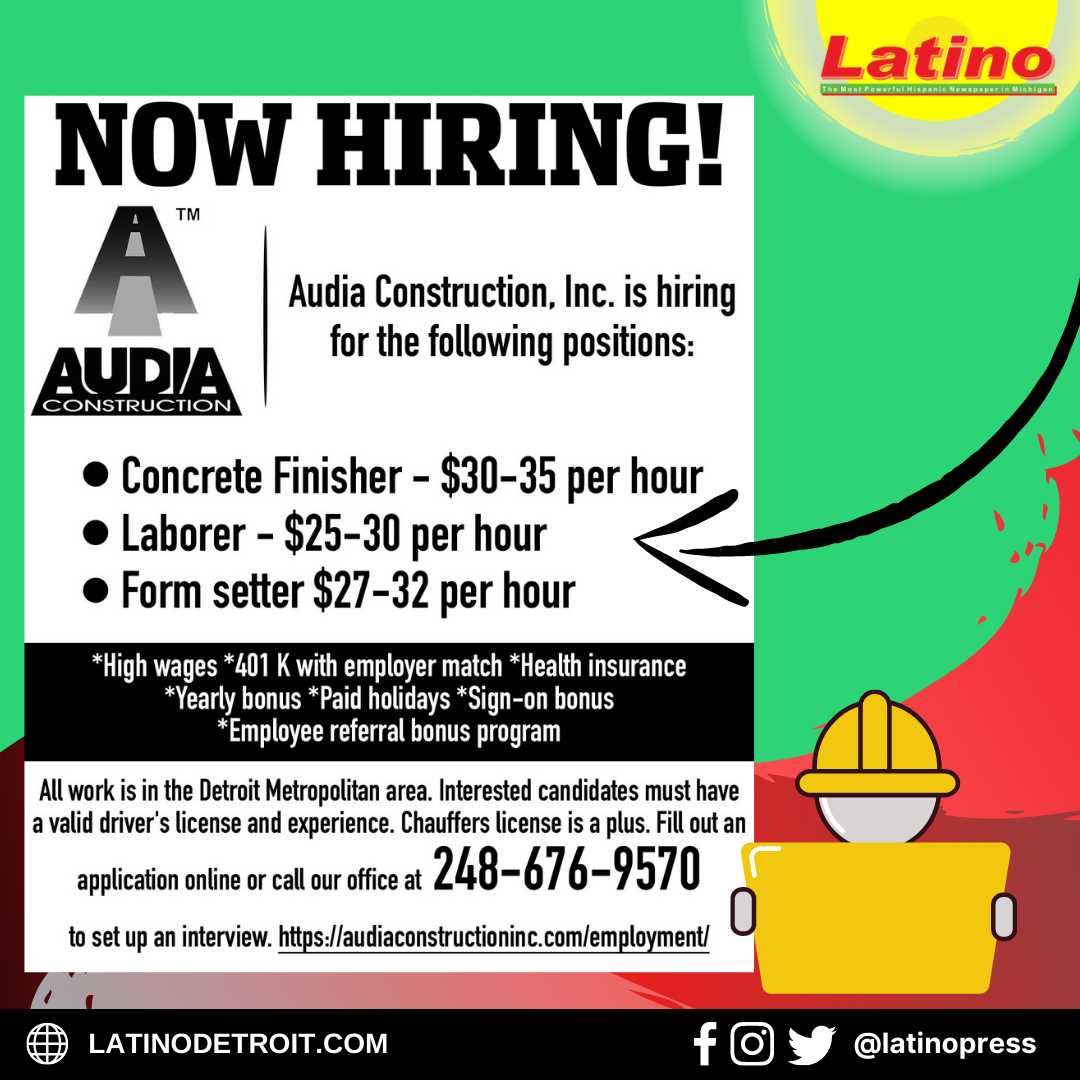 Latino
The Most Powerful Hispanic Newspaper in Michigan
NOW HIRING!
A TM
AUDIA
CONSTRUCTION
Audia Construction, Inc. is hiring
for the following positions:
● Concrete Finisher – $30–35 per hour
● Laborer – $25–30 per hour
● Form setter $27–32 per hour
*High wages *401 K with employer match *Health insurance
*Yearly bonus *Paid holidays *Sign-on bonus
*Employee referral bonus program
All work is in the Detroit Metropolitan area. Interested candidates must have
a valid driver's license and experience. Chauffers license is a plus. Fill out an
application online or call our office at 248–676–9570
to set up an interview. https://audiaconstructioninc.com/employment/
LATINODETROIT.COM
@latinopress